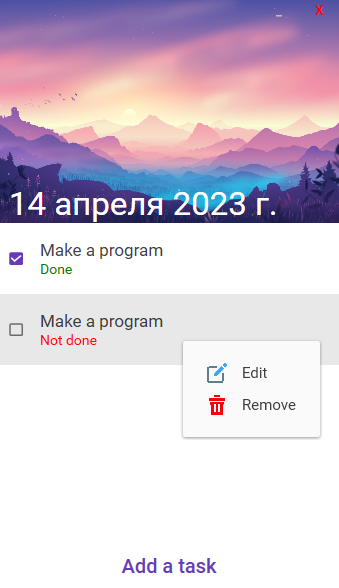 X
14 апреля 2023 г.
Make a program
Done
Make a program
Not done
Edit
Remove
Add a task